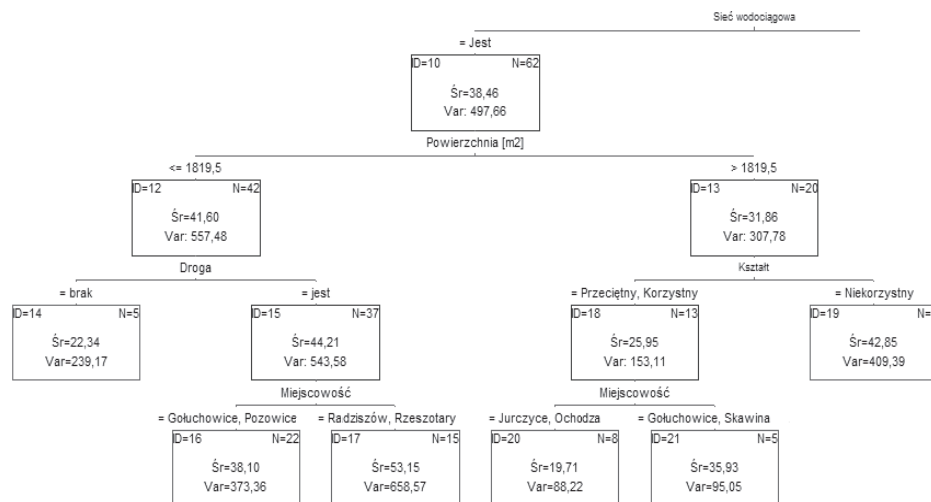 Sieć wodociągowa
= Jest
ID=10 N=62
Śr=38,46
Var: 497,66
Powierzchnia [m2]
<= 1819,5
> 1819,5
ID=12 N=42
Śr=41,60
Var: 557,48
ID=13 N=20
Śr=31,86
Var: 307,78
Droga
Kształt
= brak
= jest
= Przeciętny, Korzystny
= Niekorzystny
ID=14 N=5
Śr=22,34
Var=239,17
ID=15 N=37
Śr=44,21
Var: 543,58
ID=18 N=13
Śr=25,95
Var: 153,11
ID=19 N=
Śr=42,85
Var=409,39
Miejscowość
Miejscowość
= Gołuchowice, Pozowice
= Radziszów, Rzeszotary
= Jurczyce, Ochodza
= Gołuchowice, Skawina
ID=16 N=22
Śr=38,10
Var=373,36
ID=17 N=15
Śr=53,15
Var=658,57
ID=20 N=8
Śr=19,71
Var=88,22
ID=21 N=5
Śr=35,93
Var=95,05